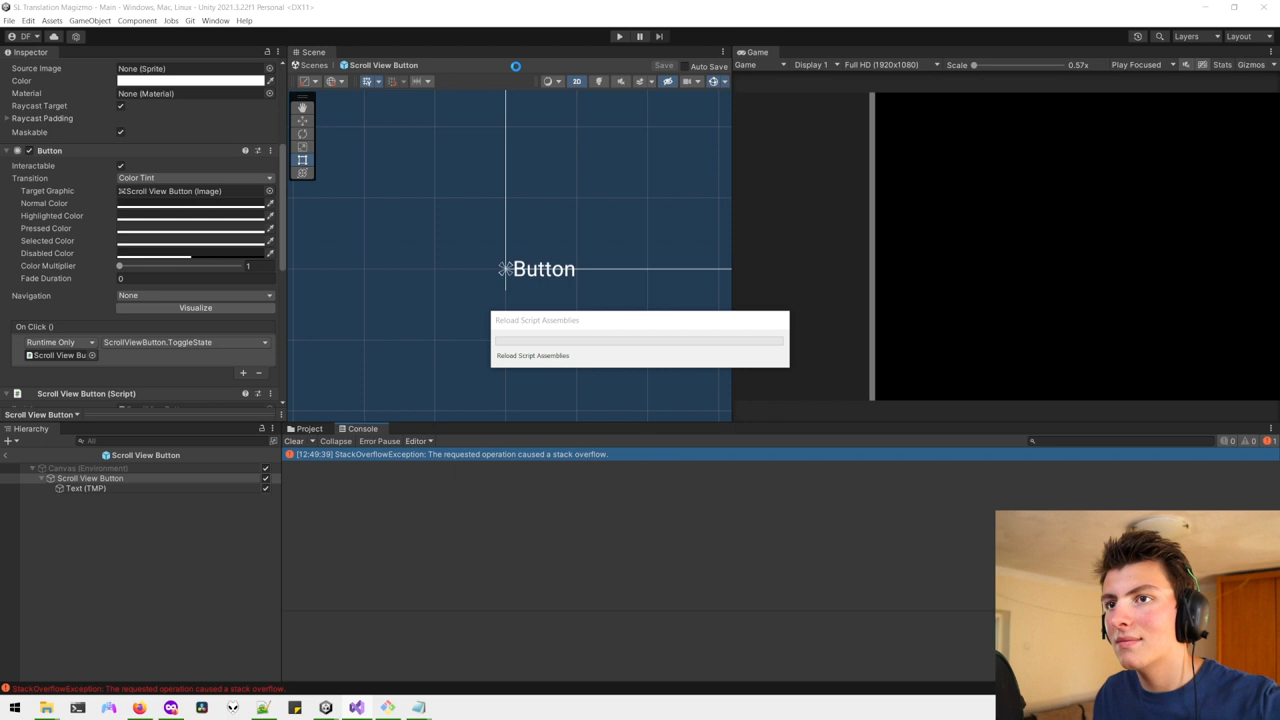 SL Translation Magizmo - Main - Windows, Mac, Linux - Unity 2021.3.22f1 Personal <DX11>
File Edit Assets GameObject Component Jobs Git Window Help
DF Layers Layout
Inspector
Source Image None (Sprite)
Color
Material None (Material)
Raycast Target
Raycast Padding
Maskable
Button
Interactable
Transition Color Tint
Target Graphic Scroll View Button (Image)
Normal Color
Highlighted Color
Pressed Color
Selected Color
Disabled Color
Color Multiplier 1
Fade Duration 0
Navigation None
Visualize
On Click ()
Runtime Only ScrollViewButton.ToggleState
Scroll View Bu
Scroll View Button (Script)
Scroll View Button
Scene
Scenes Scroll View Button Save Auto Save
2D
Button
Reload Script Assemblies
Reload Script Assemblies
Game
Game Display 1 Full HD (1920x1080) Scale 0.57x Play Focused Stats Gizmos
Hierarchy
All
Scroll View Button
Canvas (Environment)
Scroll View Button
Text (TMP)
Project Console
Clear Collapse Error Pause Editor 0 0 1
[12:49:39] StackOverflowException: The requested operation caused a stack overflow.
StackOverflowException: The requested operation caused a stack overflow.